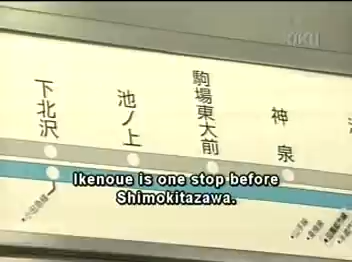 OKU
下北沢
池ノ上
駒場東大前
神泉
Ikenoue is one stop before
Shimokitazawa.